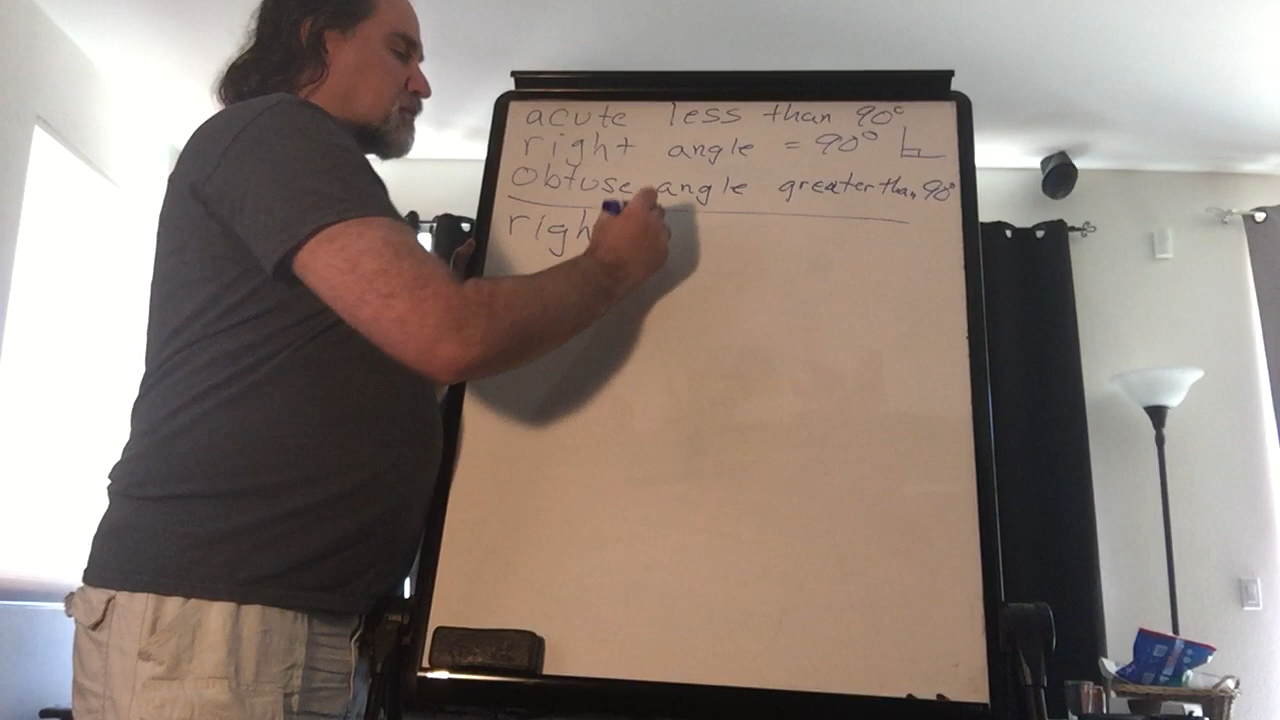 acute less than 90°
right angle = 90°
Obtuse angle greater than 90°
righ